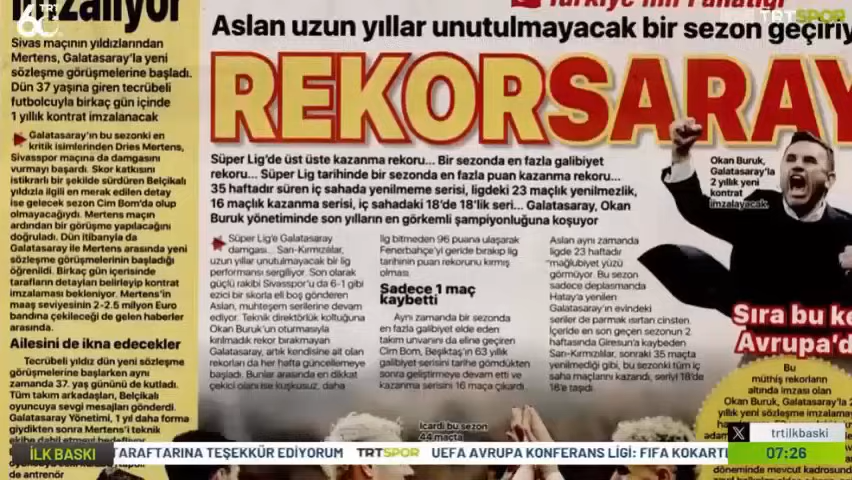 ızalıyor
Sivas maçının yıldızlarından
Mertens, Galatasaray'la yeni
sözleşme görüşmelerine başladı.
Dün 37 yaşına giren tecrübeli
futbolcuyla birkaç gün içinde
1 yıllık kontrat imzalanacak
Galatasaray'ın bu sezonki en
kritik isimlerinden Dries Mertens,
Sivasspor maçına da damgasını
vurmayı başardı. Skor katkısını
istikrarlı bir şekilde sürdüren Belçikalı
yıldızla ilgili en merak edilen detay
ise gelecek sezon Cim Bom'da olup
olmayacağıydı. Mertens maçın
ardından bir görüşme yapılacağını
doğruladı. Dün itibarıyla da
Galatasaray ile Mertens arasında yeni
sözleşme görüşmelerinin başladığı
öğrenildi. Birkaç gün içerisinde
tarafların detayları belirleyip kontrat
imzalaması bekleniyor. Mertens'in
maaş seviyesinin 2-2.5 milyon Euro
bandına çekileceği de gelen haberler
arasında.
Ailesini de ikna edecekler
Tecrübeli yıldız dün yeni sözleşme
görüşmelerine başlarken aynı
zamanda 37. yaş gününü de kutladı.
Tüm takım arkadaşları, Belçikalı
oyuncuya sevgi mesajları gönderdi.
Galatasaray Yönetimi, 1 yıl daha forma
giydikten sonra Mertens'i teknik
ekibe dahil etmeyi hedefliyor
de antrenör
Türkiye'nin Fanatiği
Aslan uzun yıllar unutulmayacak bir sezon geçiriy
REKORSARAY
Süper Lig'de üst üste kazanma rekoru... Bir sezonda en fazla galibiyet
rekoru... Süper Lig tarihinde en fazla puan kazanma rekoru...
35 haftadır süren iç sahada yenilmeme serisi, ligdeki 23 maçlık yenilmezlik,
16 maçlık kazanma serisi, iç sahadaki 18'de 18'lik seri... Galatasaray, Okan
Buruk yönetiminde son yılların en görkemli şampiyonluğuna koşuyor
Süper Lig'e Galatasaray
damgası... Sarı-Kırmızılılar,
uzun yıllar unutulmayacak bir lig
performansı sergiliyor. Son olarak
güçlü rakibi Sivasspor'u da 6-1 gibi
ezici bir skorla eli boş gönderen
Aslan, muhteşem serilerine devam
ediyor. Teknik direktörlük koltuğuna
Okan Buruk'un oturmasıyla
kırılmadık rekor bırakmayan
Galatasaray, artık kendisine ait olan
rekorları da her hafta güncellemeye
başladı. Bunlar arasında en dikkat
çekici olanı ise kuşkusuz, daha
lig bitmeden 96 puana ulaşarak
Fenerbahçe'yi geride bırakıp lig
tarihinin puan rekorunu kırmış
olması.
Sadece 1 maç
kaybetti
Aynı zamanda bir sezonda
en fazla galibiyet elde eden
takım unvanını da eline geçiren
Cim Bom, Beşiktaş'ın 63 yıllık
galibiyet serisini tarihe gömdükten
sonra geliştirmeye devam etti ve
kazanma serisini 16 maça çıkardı.
Aslan aynı zamanda
ligde 23 haftadır
mağlubiyet yüzü
görmüyor. Bu sezon
sadece deplasmanda
Hatay'a yenilen
Galatasaray'ın evindeki
seriler de parmak ısırtan cinsten.
İçeride en son geçen sezonun 2.
haftasında Giresun'a kaybeden
Sarı-Kırmızılılar, sonraki 35 maçta
yenilmediği gibi, bu sezonki tüm iç
saha maçlarını kazandı, seriyi 18'de
18'e taşıdı.
Okan Buruk,
Galatasaray'la
2 yıllık yeni
kontrat
imzalayacak.
Sıra bu ke
Avrupa'd
Bu
müthiş rekorların
altında imzası olan
Okan Buruk, Galatasaray'la 2
yıllık yeni sözleşme imzalamay
döneminde mevcut kadrosund
Icardi bu sezon
44 maçta
TRT
60
TRT SPOR
trtilkbaski
İLK BASKI
TARAFTARINA TEŞEKKÜR EDİYORUM
TRT SPOR
UEFA AVRUPA KONFERANS LİGİ: FIFA KOKARTL
07:26